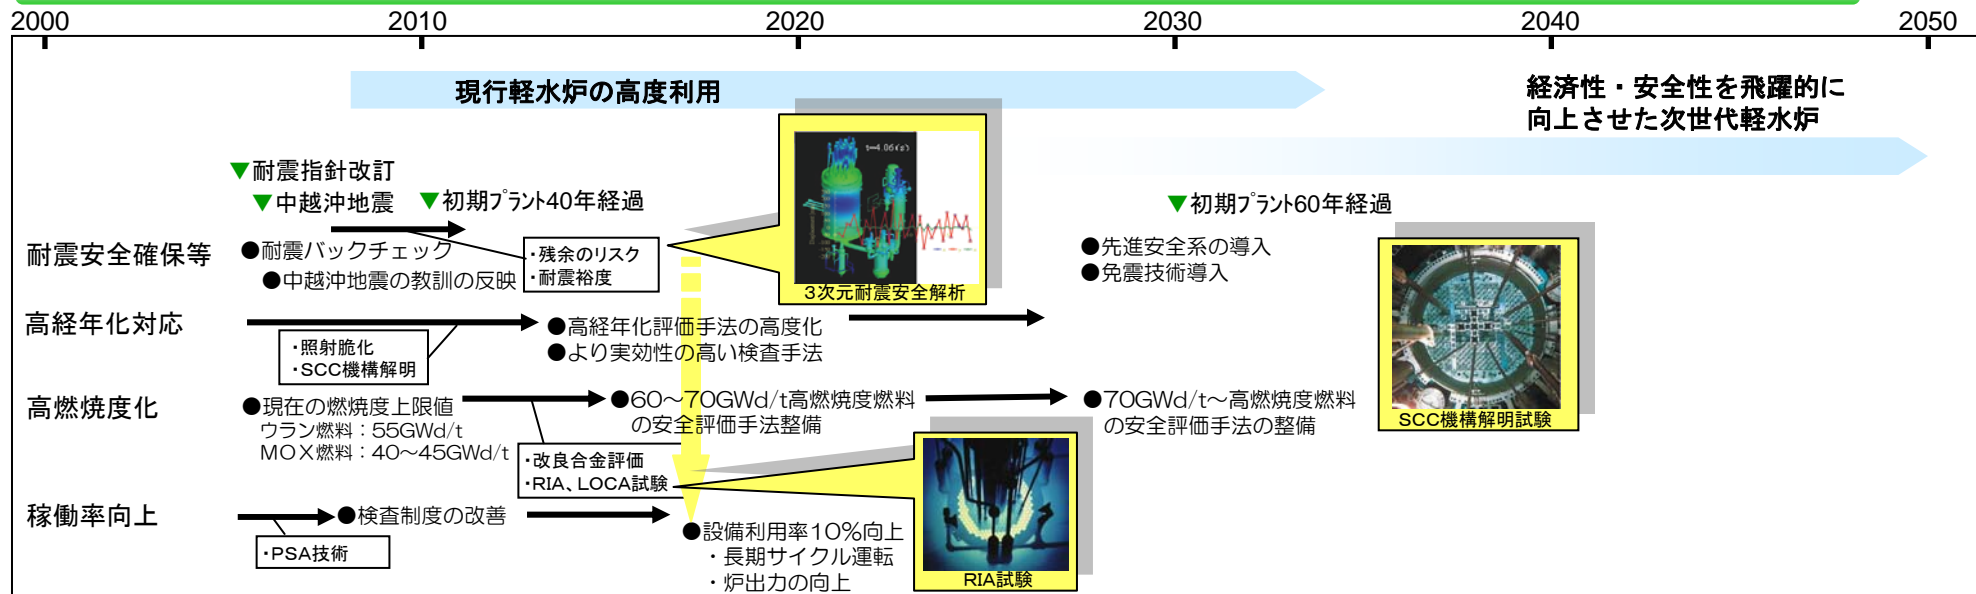 2000 2010 2020 2030 2040 2050
現行軽水炉の高度利用
経済性・安全性を飛躍的に
向上させた次世代軽水炉
▼耐震指針改訂
▼中越沖地震
▼初期プラント40年経過
▼初期プラント60年経過
耐震安全確保等
●耐震バックチェック
●中越沖地震の教訓の反映
・残余のリスク
・耐震裕度
t=4.06(s)
3次元耐震安全解析
●先進安全系の導入
●免震技術導入
高経年化対応
・照射脆化
・SCC機構解明
●高経年化評価手法の高度化
●より実効性の高い検査手法
SCC機構解明試験
高燃焼度化
●現在の燃焼度上限値
ウラン燃料：55GWd/t
MOX燃料：40～45GWd/t
・改良合金評価
・RIA、LOCA試験
●60～70GWd/t高燃焼度燃料
の安全評価手法整備
●70GWd/t～高燃焼度燃料
の安全評価手法の整備
RIA試験
稼働率向上
・PSA技術
●検査制度の改善
●設備利用率10％向上
・長期サイクル運転
・炉出力の向上